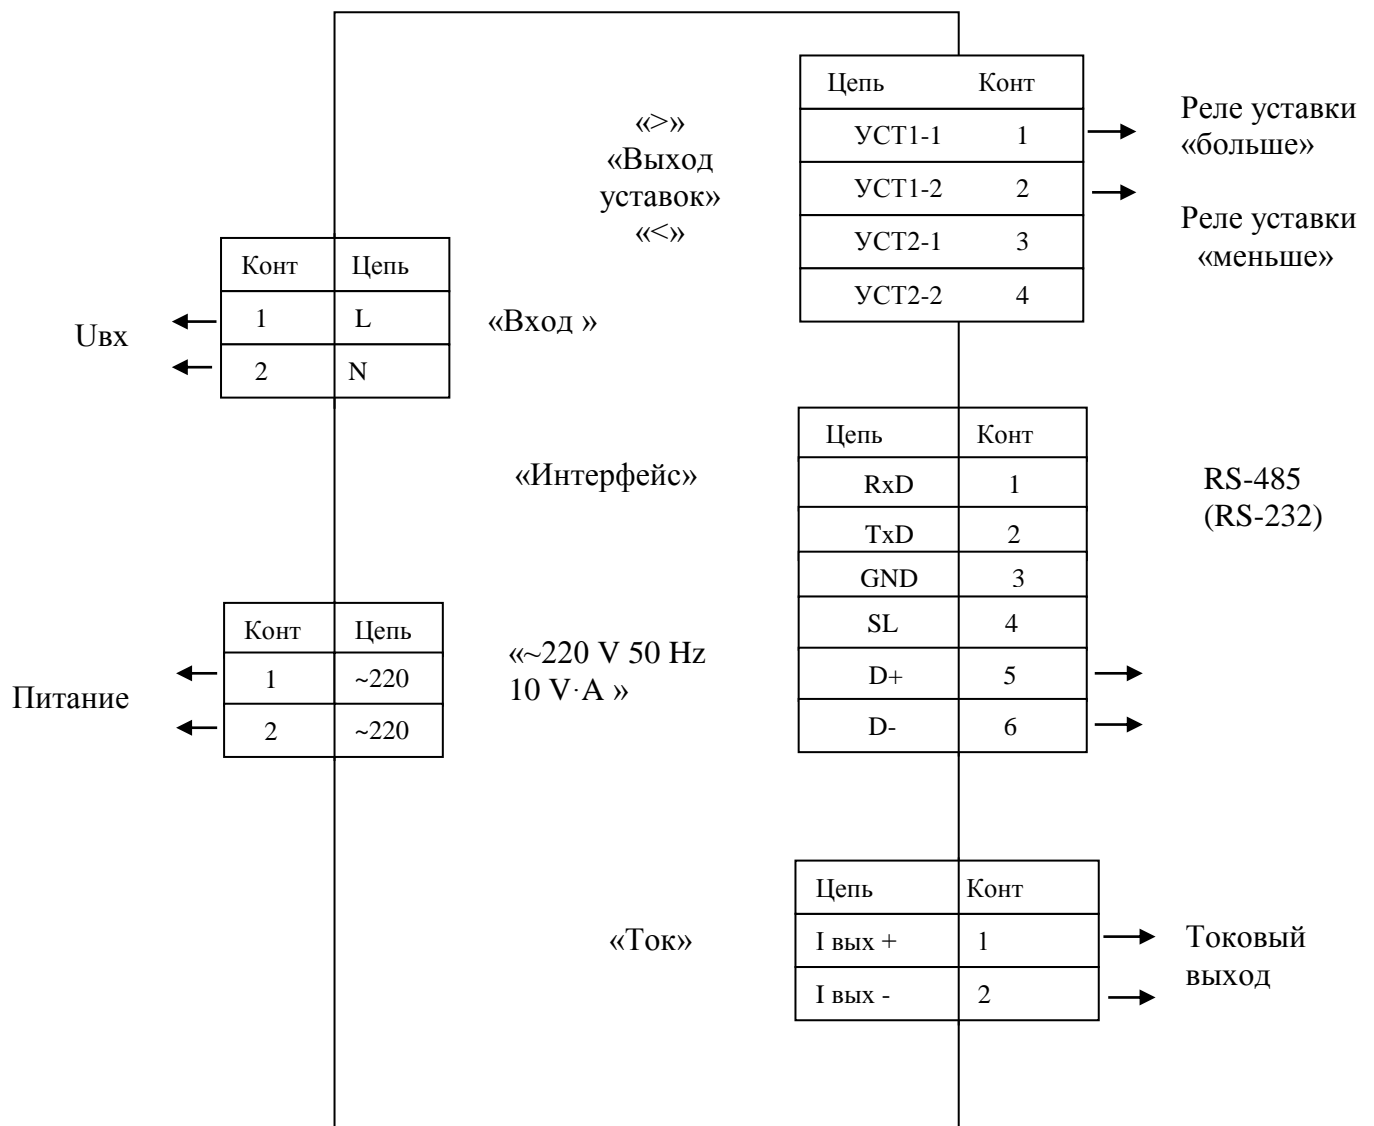 Цепь Конт
УСТ1-1 1
УСТ1-2 2
УСТ2-1 3
УСТ2-2 4
Реле уставки
«больше»
Реле уставки
«меньше»
«>»
«Выход
уставок»
«<»
Конт Цепь
1 L
2 N
Uвх
«Вход »
Цепь Конт
RxD 1
TxD 2
GND 3
SL 4
D+ 5
D- 6
«Интерфейс»
RS-485
(RS-232)
Конт Цепь
1 ~220
2 ~220
Питание
«~220 V 50 Hz
10 V·A »
Цепь Конт
I вых + 1
I вых - 2
«Ток»
Токовый
выход